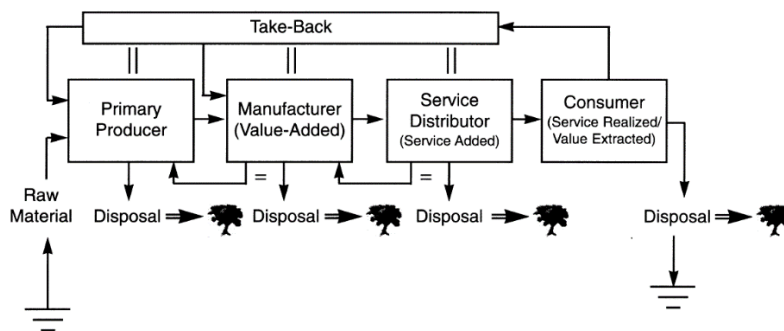 Take-Back
Primary
Producer
Manufacturer
(Value-Added)
Service
Distributor
(Service Added)
Consumer
(Service Realized/
Value Extracted)
=
=
Raw
Material
Disposal
Disposal
Disposal
Disposal